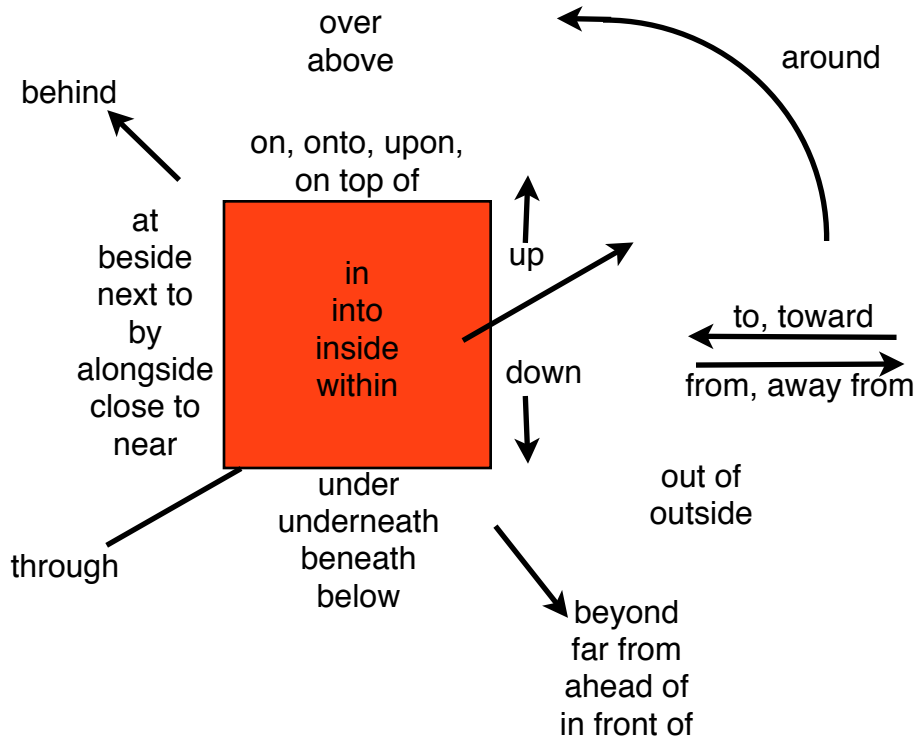 over
above
around
behind
on, onto, upon,
on top of
at
beside
next to
by
alongside
close to
near
in
into
inside
within
up
down
to, toward
from, away from
out of
outside
under
underneath
beneath
below
through
beyond
far from
ahead of
in front of